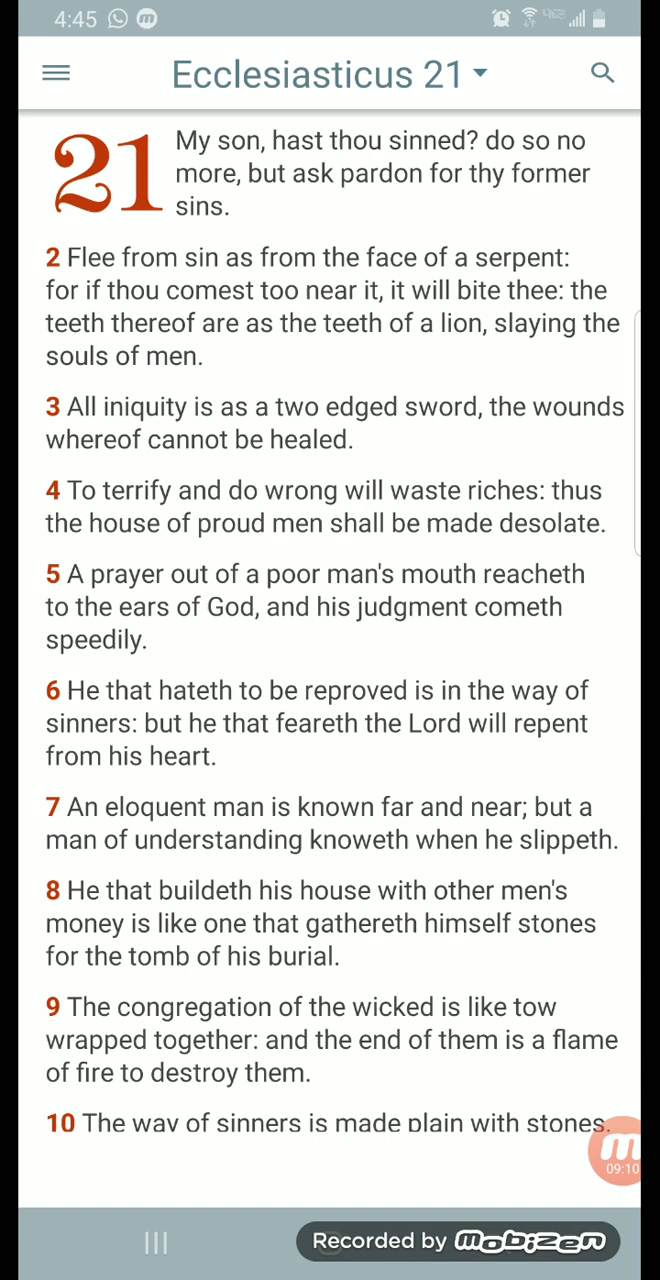 4:45
Ecclesiasticus 21
21 My son, hast thou sinned? do so no
more, but ask pardon for thy former
sins.
2 Flee from sin as from the face of a serpent:
for if thou comest too near it, it will bite thee: the
teeth thereof are as the teeth of a lion, slaying the
souls of men.
3 All iniquity is as a two edged sword, the wounds
whereof cannot be healed.
4 To terrify and do wrong will waste riches: thus
the house of proud men shall be made desolate.
5 A prayer out of a poor man's mouth reacheth
to the ears of God, and his judgment cometh
speedily.
6 He that hateth to be reproved is in the way of
sinners: but he that feareth the Lord will repent
from his heart.
7 An eloquent man is known far and near; but a
man of understanding knoweth when he slippeth.
8 He that buildeth his house with other men's
money is like one that gathereth himself stones
for the tomb of his burial.
9 The congregation of the wicked is like tow
wrapped together: and the end of them is a flame
of fire to destroy them.
10 The way of sinners is made plain with stones,
09:10
Recorded by mobizen